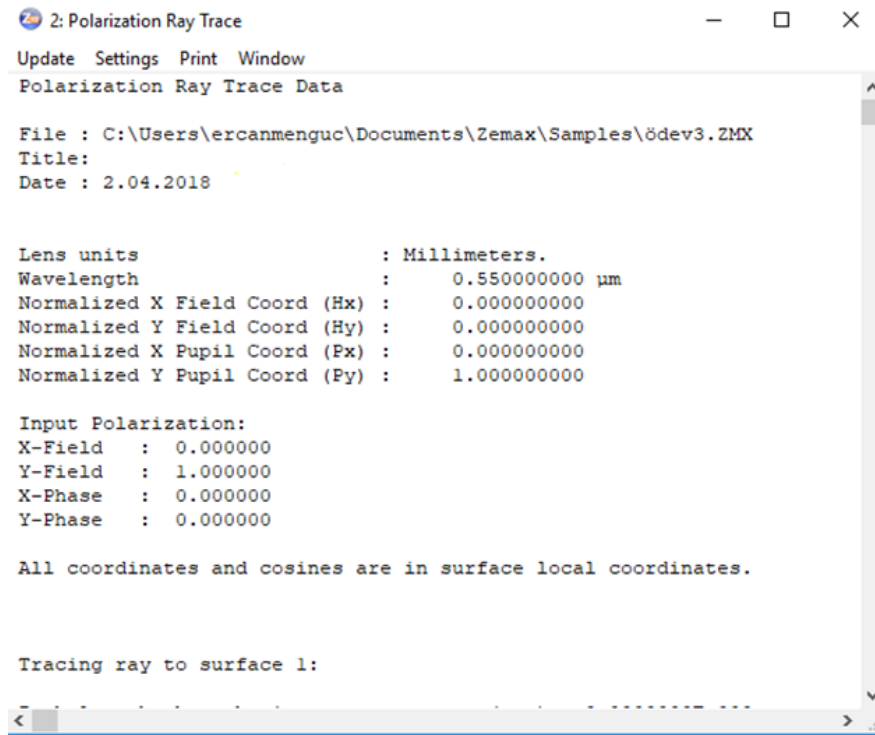 2: Polarization Ray Trace
Update Settings Print Window
Polarization Ray Trace Data
File : C:\Users\ercanmenguc\Documents\Zemax\Samples\ödev3.ZMX
Title:
Date : 2.04.2018
Lens units : Millimeters.
Wavelength : 0.550000000 µm
Normalized X Field Coord (Hx) : 0.000000000
Normalized Y Field Coord (Hy) : 0.000000000
Normalized X Pupil Coord (Px) : 0.000000000
Normalized Y Pupil Coord (Py) : 1.000000000
Input Polarization:
X-Field : 0.000000
Y-Field : 1.000000
X-Phase : 0.000000
Y-Phase : 0.000000
All coordinates and cosines are in surface local coordinates.
Tracing ray to surface 1: